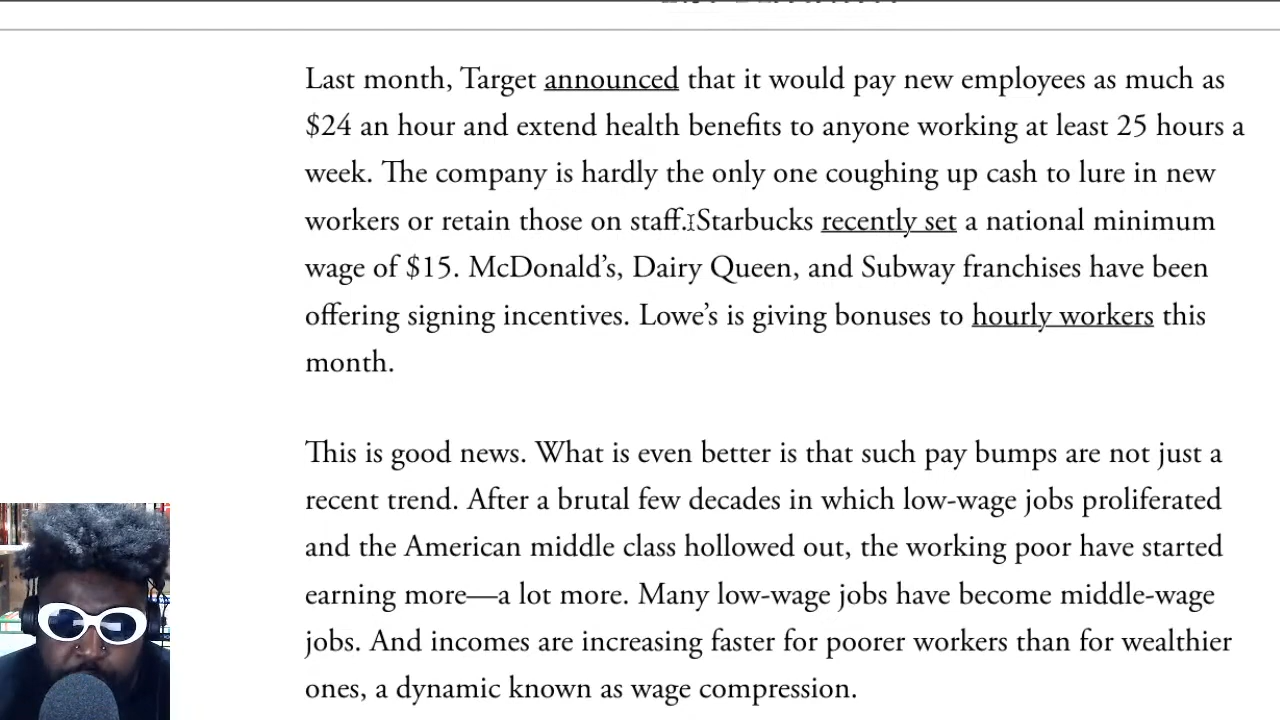 Last month, Target announced that it would pay new employees as much as
$24 an hour and extend health benefits to anyone working at least 25 hours a
week. The company is hardly the only one coughing up cash to lure in new
workers or retain those on staff. Starbucks recently set a national minimum
wage of $15. McDonald’s, Dairy Queen, and Subway franchises have been
offering signing incentives. Lowe’s is giving bonuses to hourly workers this
month.
This is good news. What is even better is that such pay bumps are not just a
recent trend. After a brutal few decades in which low-wage jobs proliferated
and the American middle class hollowed out, the working poor have started
earning more—a lot more. Many low-wage jobs have become middle-wage
jobs. And incomes are increasing faster for poorer workers than for wealthier
ones, a dynamic known as wage compression.